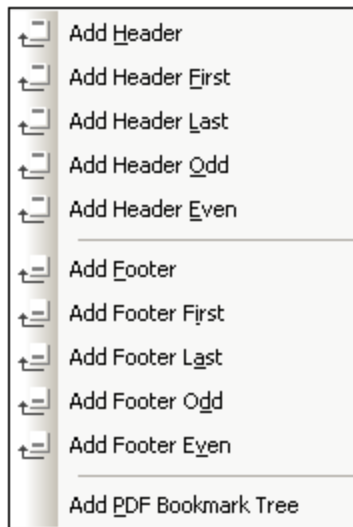 Add Header
Add Header First
Add Header Last
Add Header Odd
Add Header Even
Add Footer
Add Footer First
Add Footer Last
Add Footer Odd
Add Footer Even
Add PDF Bookmark Tree